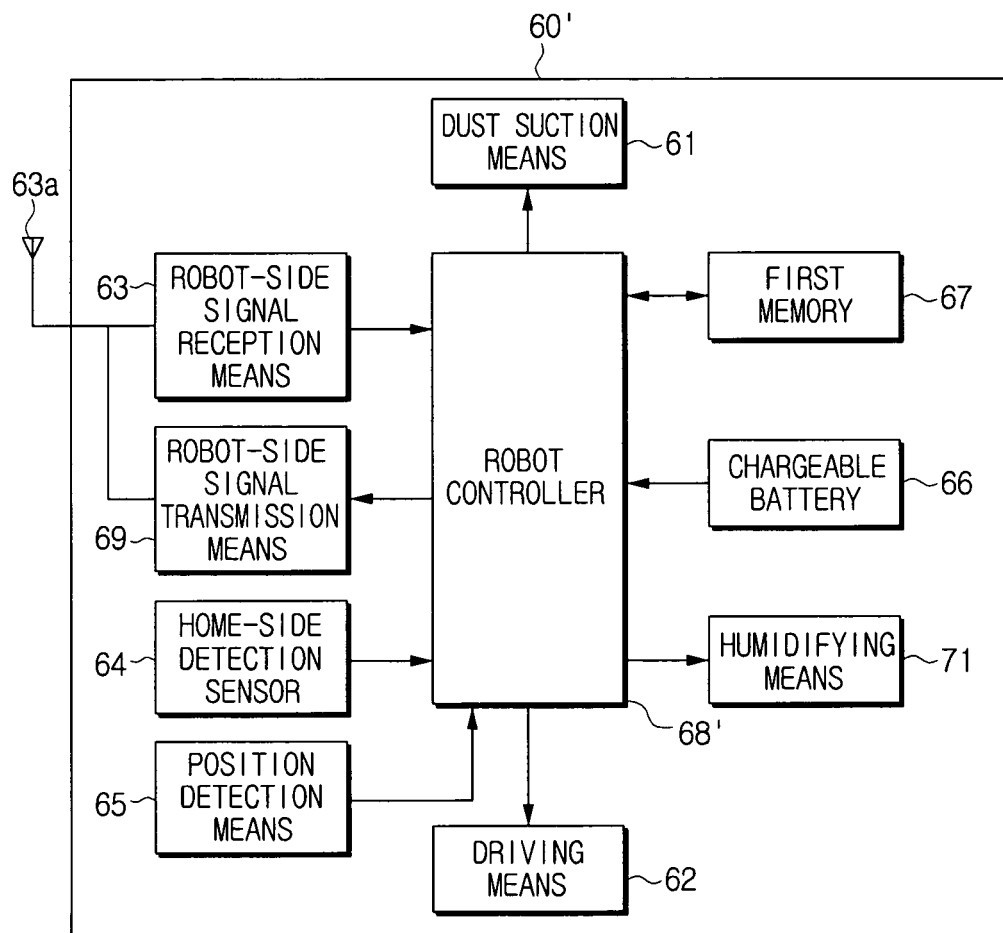 60'
DUST SUCTION
MEANS
61
63a
63
ROBOT-SIDE
SIGNAL
RECEPTION
MEANS
FIRST
MEMORY
67
ROBOT-SIDE
SIGNAL
TRANSMISSION
MEANS
69
ROBOT
CONTROLLER
CHARGEABLE
BATTERY
66
HOME-SIDE
DETECTION
SENSOR
64
HUMIDIFYING
MEANS
71
68'
POSITION
DETECTION
MEANS
65
DRIVING
MEANS
62